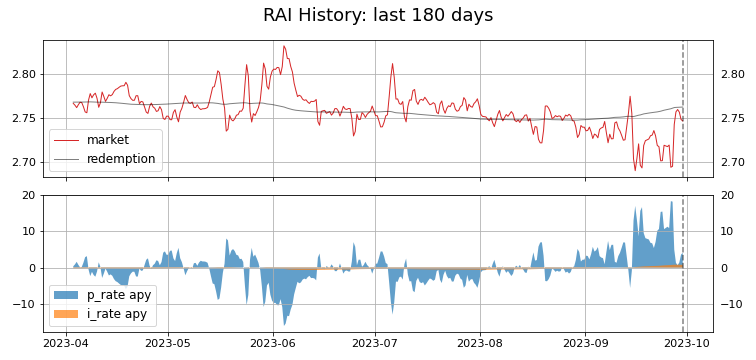 RAI History: last 180 days
2.80
2.75
2.70
2.80
2.75
2.70
market
redemption
20
10
0
−10
10
0
−10
p_rate apy
i_rate apy
2023-04 2023-05 2023-06 2023-07 2023-08 2023-09 2023-10